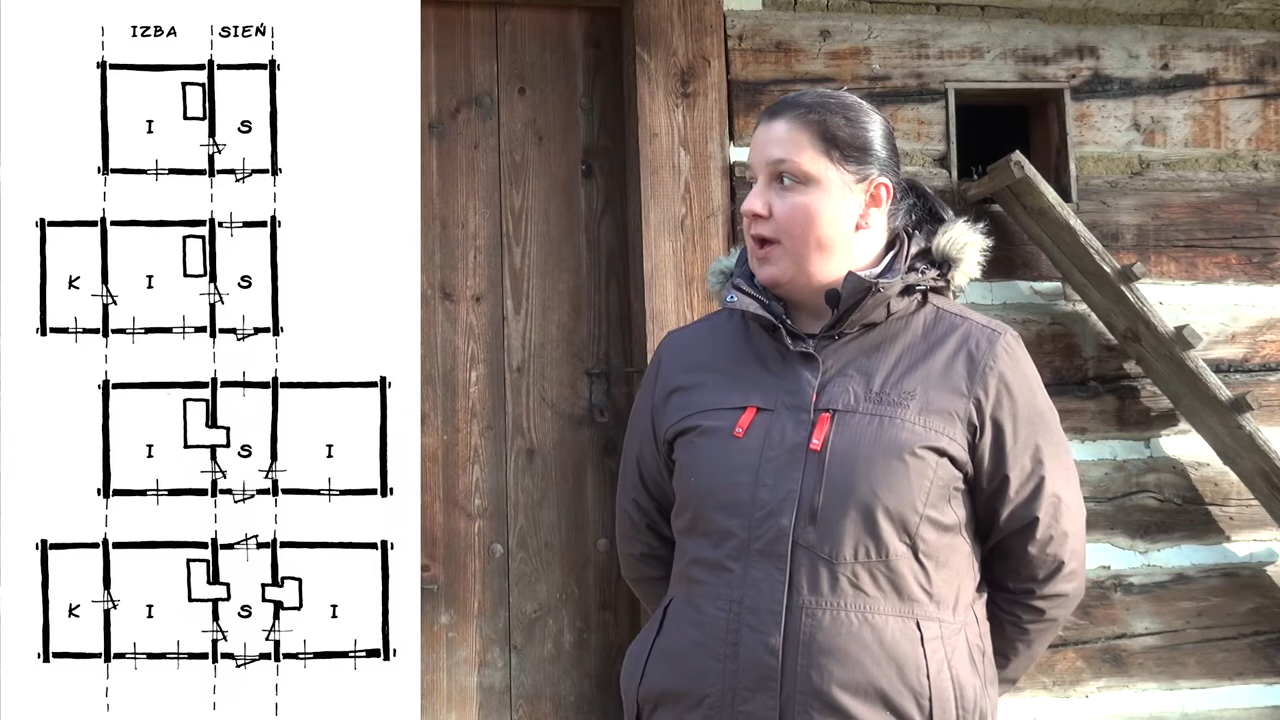 IZBA SIEŃ
I S
K I S
I S I
K I S I